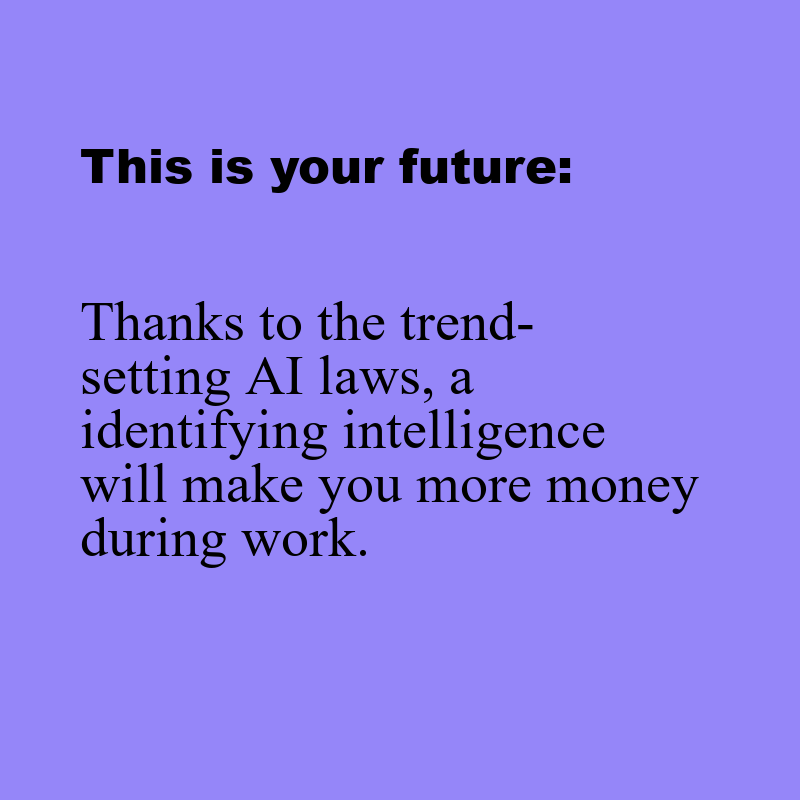 This is your future:
Thanks to the trend-
setting AI laws, a
identifying intelligence
will make you more money
during work.